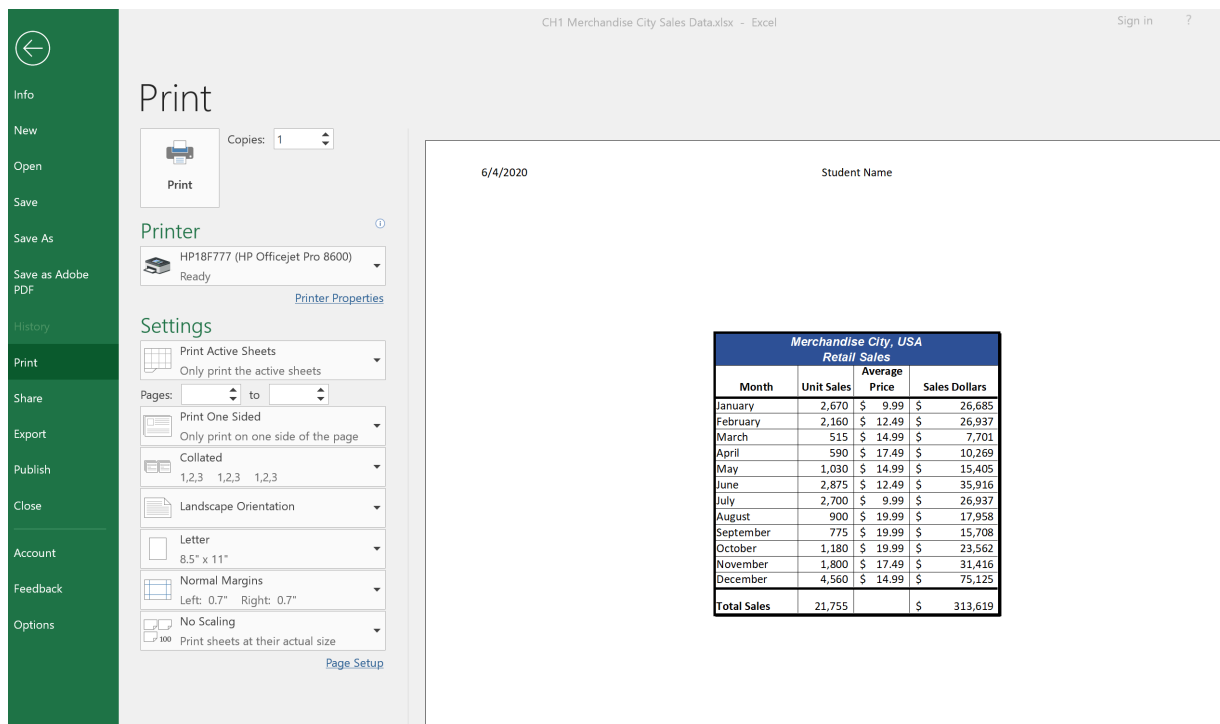 CH1 Merchandise City Sales Data.xlsx - Excel
Sign in ?
Info
New
Open
Save
Save As
Save as Adobe
PDF
History
Print
Share
Export
Publish
Close
Account
Feedback
Options
Print
Print
Copies: 1
Printer
HP18F777 (HP Officejet Pro 8600)
Ready
Printer Properties
Settings
Print Active Sheets
Only print the active sheets
Pages: to
Print One Sided
Only print on one side of the page
Collated
1,2,3 1,2,3 1,2,3
Landscape Orientation
Letter
8.5" x 11"
Normal Margins
Left: 0.7" Right: 0.7"
No Scaling
100 Print sheets at their actual size
Page Setup
6/4/2020 Student Name
Merchandise City, USA
Retail Sales
Month Unit Sales Average Price Sales Dollars
January 2,670 $ 9.99 $ 26,685
February 2,160 $ 12.49 $ 26,937
March 515 $ 14.99 $ 7,701
April 590 $ 17.49 $ 10,269
May 1,030 $ 14.99 $ 15,405
June 2,875 $ 12.49 $ 35,916
July 2,700 $ 9.99 $ 26,937
August 900 $ 19.99 $ 17,958
September 775 $ 19.99 $ 15,708
October 1,180 $ 19.99 $ 23,562
November 1,800 $ 17.49 $ 31,416
December 4,560 $ 14.99 $ 75,125
Total Sales 21,755 $ 313,619